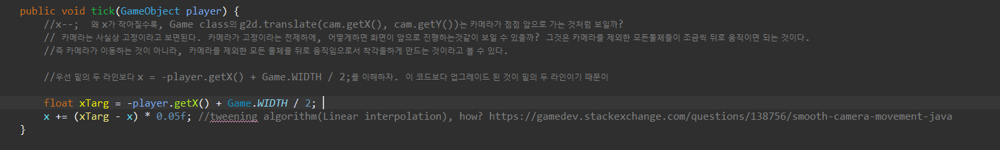 public void tick(GameObject player) {
//x--; 왜 x가 작아질수록, Game class의 g2d.translate(cam.getX(), cam.getY())는 카메라가 점점 앞으로 가는 것처럼 보일까?
// 카메라는 사실상 고정이라고 보면된다. 카메라가 고정이라는 전제하에, 어떻게하면 화면이 앞으로 진행하는것같이 보일 수 있을까? 그것은 카메라를 제외한 모든물체들이 조금씩 뒤로 움직이면 되는 것이다.
//즉 카메라가 이동하는 것이 아니라, 카메라를 제외한 모든 물체를 뒤로 움직임으로서 착각을하게 만드는 것이라고 볼 수 있다.
//우선 밑의 두 라인보다 x = -player.getX() + Game.WIDTH / 2;를 이해하자. 이 코드보다 업그레이드 된 것이 밑의 두 라인이기 때문이
float xTarg = -player.getX() + Game.WIDTH / 2;
x += (xTarg - x) * 0.05f; //tweening algorithm(Linear interpolation), how? https://gamedev.stackexchange.com/questions/138756/smooth-camera-movement-java
}